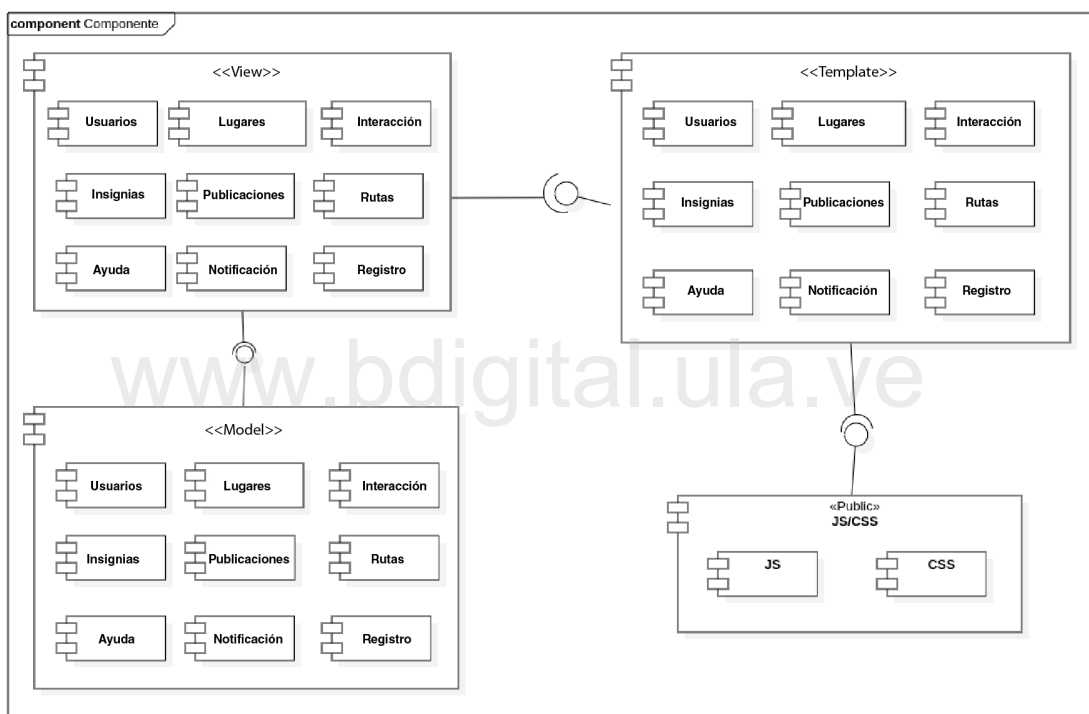 component Componente
<<View>>
Usuarios
Lugares
Interacción
Insignias
Publicaciones
Rutas
Ayuda
Notificación
Registro
<<Template>>
Usuarios
Lugares
Interacción
Insignias
Publicaciones
Rutas
Ayuda
Notificación
Registro
www.bdigital.ula.ve
<<Model>>
Usuarios
Lugares
Interacción
Insignias
Publicaciones
Rutas
Ayuda
Notificación
Registro
«Public»
JS/CSS
JS
CSS